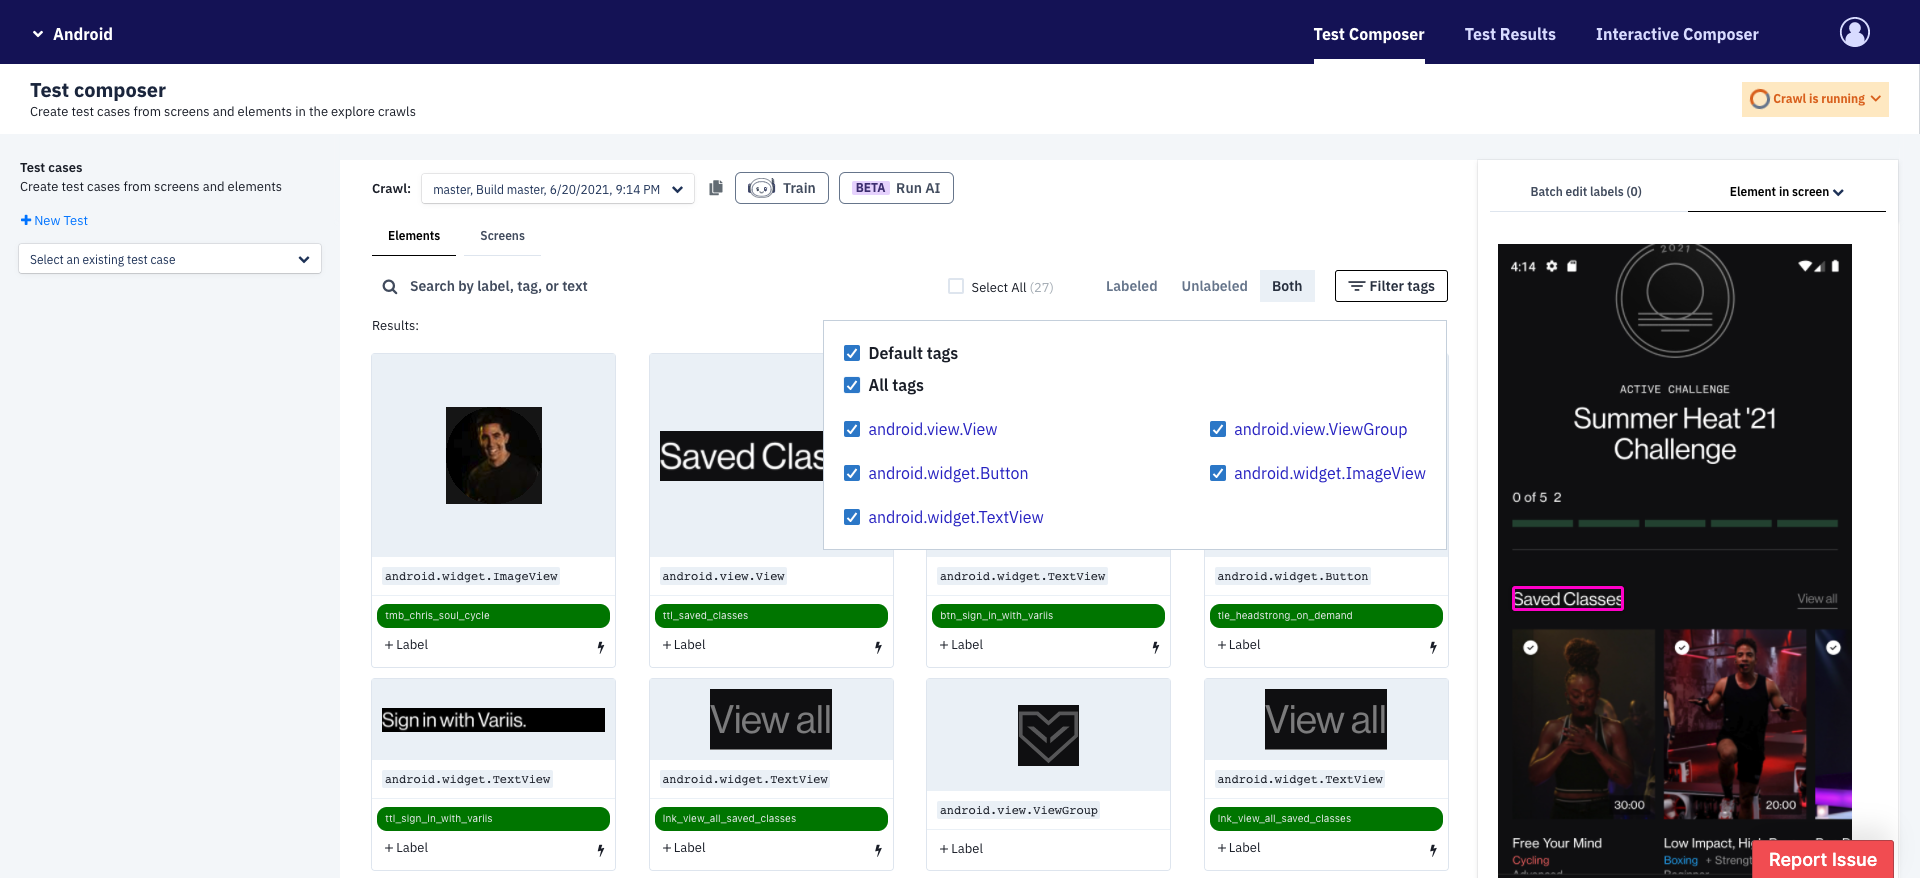 Android
Test Composer
Test Results
Interactive Composer
Test composer
Create test cases from screens and elements in the explore crawls
Crawl is running
Test cases
Create test cases from screens and elements
New Test
Select an existing test case
Crawl:
master, Build master, 6/20/2021, 9:14 PM
Train
BETA Run AI
Elements
Screens
Search by label, tag, or text
Select All (27)
Labeled
Unlabeled
Both
Filter tags
Results:
Default tags
All tags
android.view.View
android.view.ViewGroup
android.widget.Button
android.widget.ImageView
android.widget.TextView
Saved Clas
android.widget.ImageView
android.view.View
android.widget.TextView
android.widget.Button
tmb_chris_soul_cycle
ttl_saved_classes
btn_sign_in_with_variis
tle_headstrong_on_demand
+ Label
+ Label
+ Label
+ Label
Sign in with Variis.
View all
View all
android.widget.TextView
android.widget.TextView
android.view.ViewGroup
android.widget.TextView
ttl_sign_in_with_variis
lnk_view_all_saved_classes
lnk_view_all_saved_classes
+ Label
+ Label
+ Label
+ Label
Batch edit labels (0)
Element in screen
2021
4:14
ACTIVE CHALLENGE
Summer Heat '21
Challenge
0 of 5 2
Saved Classes
View all
30:00
20:00
Free Your Mind
Cycling
Low Impact, Hig
Boxing + Strengt
Report Issue